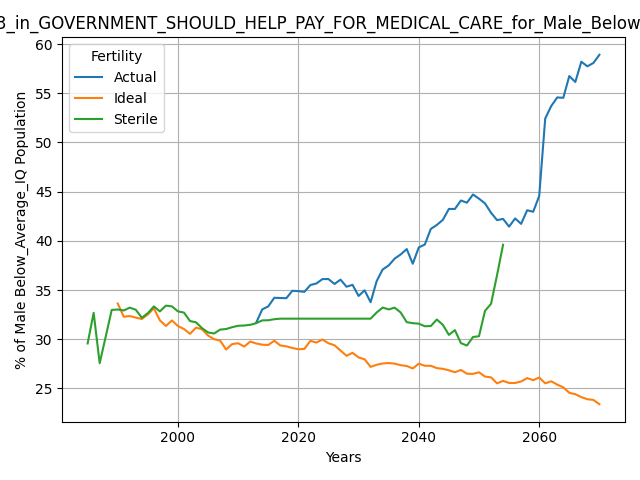 3_in_GOVERNMENT_SHOULD_HELP_PAY_FOR_MEDICAL_CARE_for_Male_Below
Fertility
Actual
Ideal
Sterile
% of Male Below_Average_IQ Population
60
55
50
45
40
35
30
25
2000
2020
2040
2060
Years